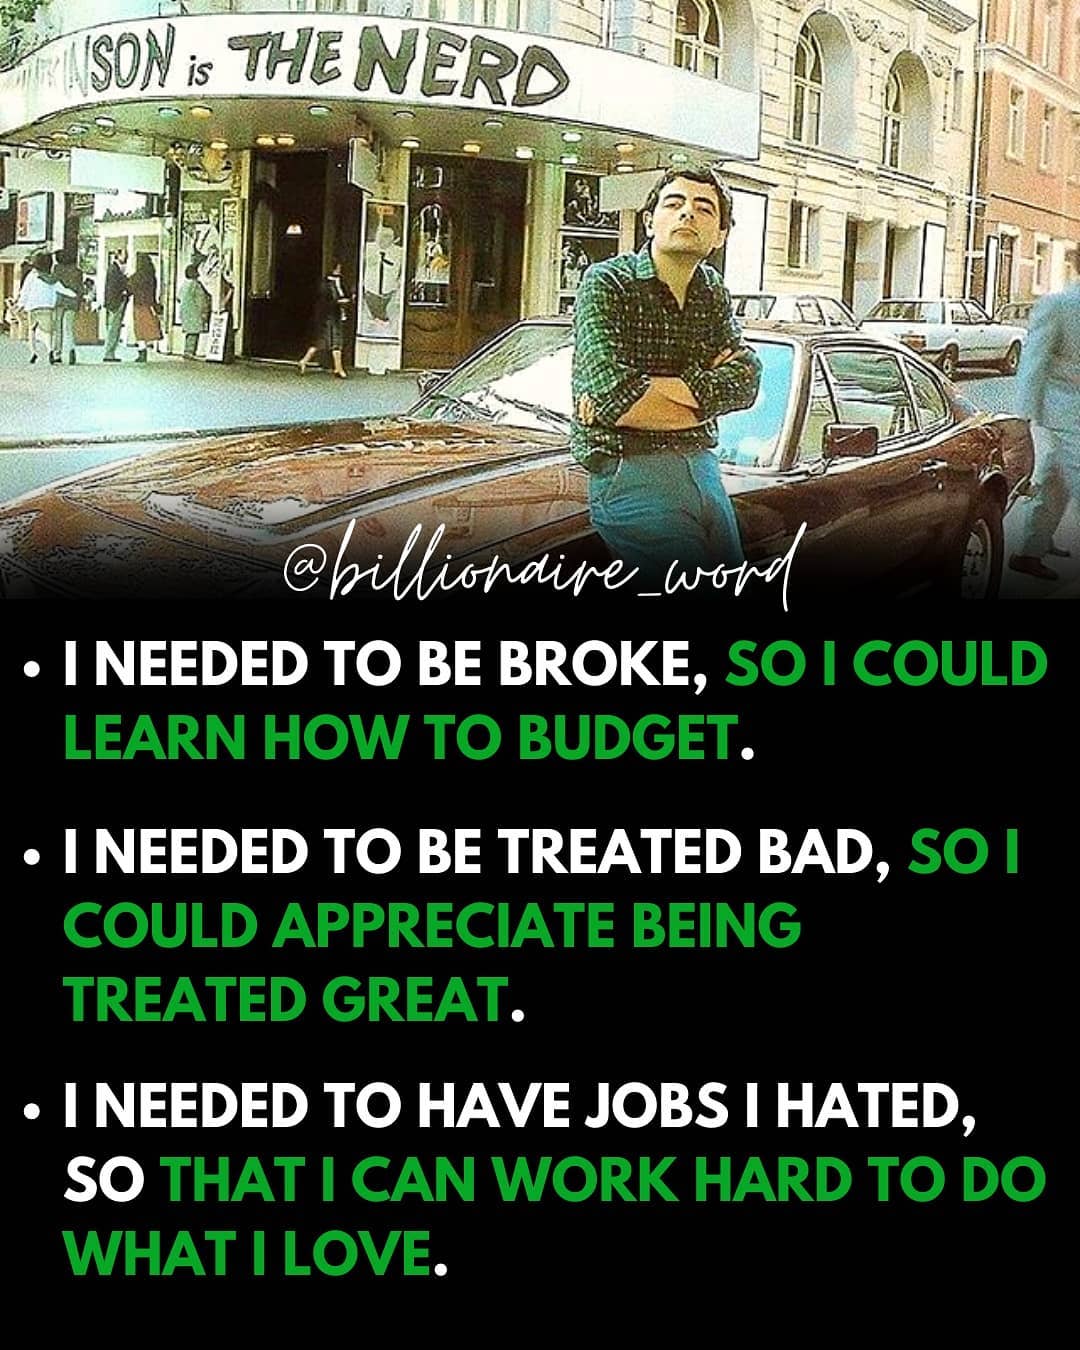 SON is THE NERD
@billionaire_word
• I NEEDED TO BE BROKE, SO I COULD
LEARN HOW TO BUDGET.
• I NEEDED TO BE TREATED BAD, SO I
COULD APPRECIATE BEING
TREATED GREAT.
• I NEEDED TO HAVE JOBS I HATED,
SO THAT I CAN WORK HARD TO DO
WHAT I LOVE.